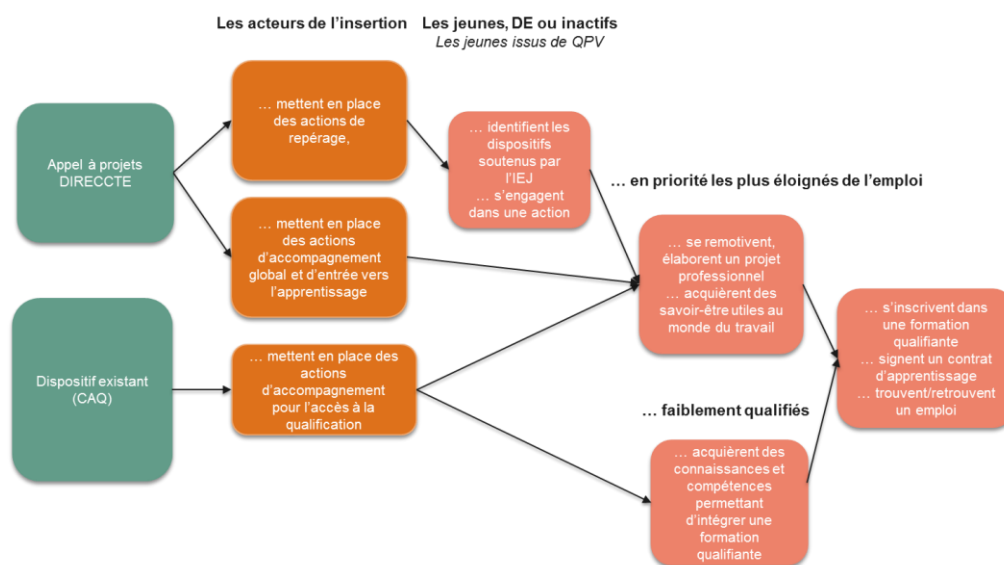 Les acteurs de l’insertion
Les jeunes, DE ou inactifs
Les jeunes issus de QPV
Appel à projets
DIRECCTE
… mettent en place
des actions de
repérage,
… identifient les
dispositifs
soutenus par
l’IEJ
… s’engagent
dans une action
… mettent en place
des actions
d’accompagnement
global et d’entrée vers
l’apprentissage
… en priorité les plus éloignés de l’emploi
… se remotivent,
élaborent un projet
professionnel
… acquièrent des
savoir-être utiles au
monde du travail
Dispositif existant
(CAQ)
… mettent en place des
actions
d’accompagnement
pour l’accès à la
qualification
… faiblement qualifiés
… acquièrent des
connaissances et
compétences
permettant
d’intégrer une
formation
qualifiante
… s’inscrivent dans
une formation
qualifiante
… signent un contrat
d’apprentissage
… trouvent/retrouvent
un emploi